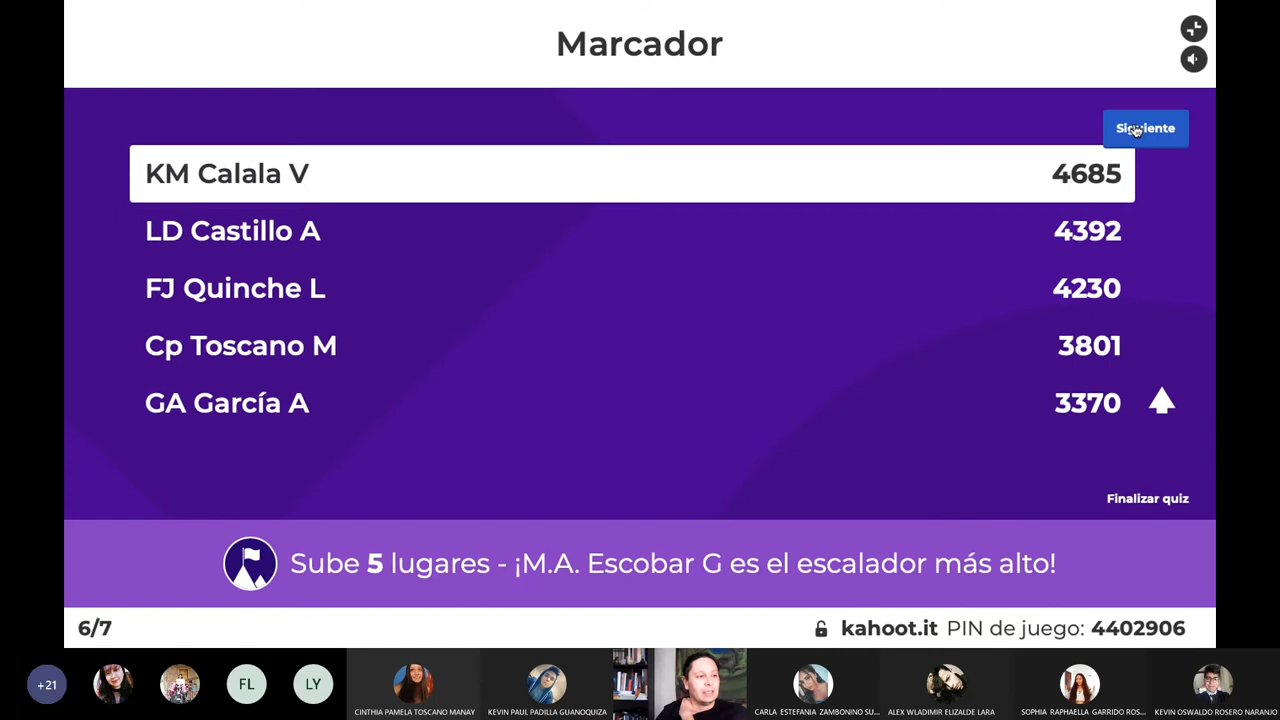 Marcador
Siguiente
KM Calala V 4685
LD Castillo A 4392
FJ Quinche L 4230
Cp Toscano M 3801
GA García A 3370
Finalizar quiz
Sube 5 lugares - ¡M.A. Escobar G es el escalador más alto!
6/7 kahoot.it PIN de juego: 4402906
+21 FL LY
CINTHIA PAMELA TOSCANO MANAY KEVIN PAUL PADILLA GUANOQUIZA CARLA ESTEFANIA ZAMBONINO SU... ALEX WLADIMIR ELIZALDE LARA SOPHIA RAPHAELLA GARRIDO ROS... KEVIN OSWALDO ROSERO NARANJO